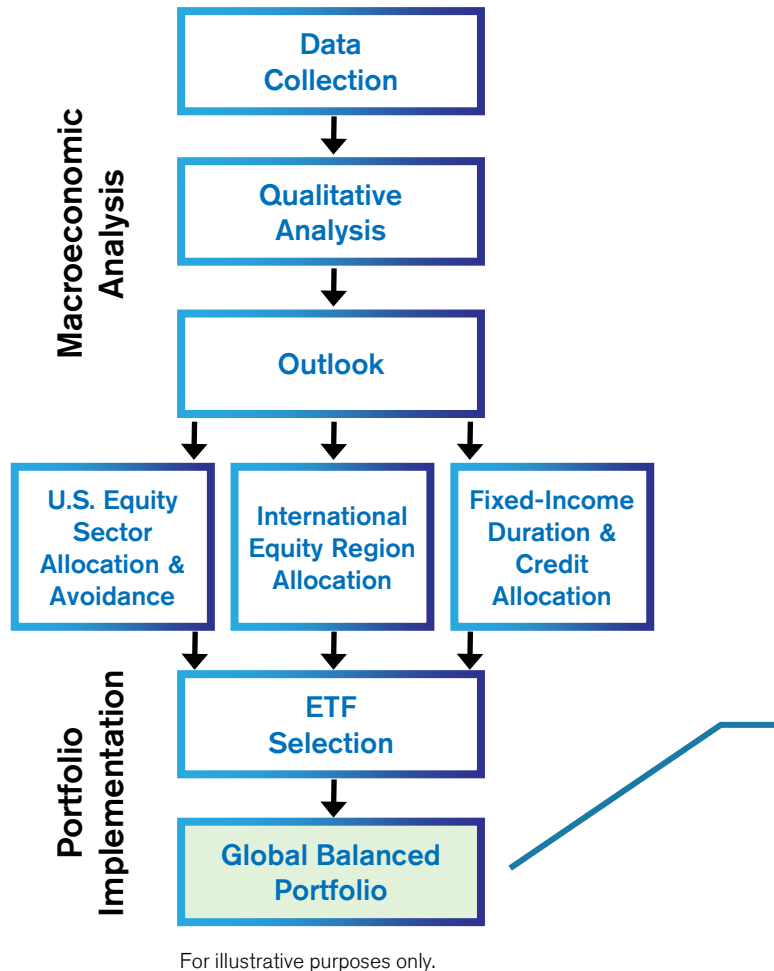 Data
Collection
Macroeconomic
Analysis
Qualitative
Analysis
Outlook
U.S. Equity
Sector
Allocation &
Avoidance
International
Equity Region
Allocation
Fixed-Income
Duration &
Credit
Allocation
Portfolio
Implementation
ETF
Selection
Global Balanced
Portfolio
For illustrative purposes only.